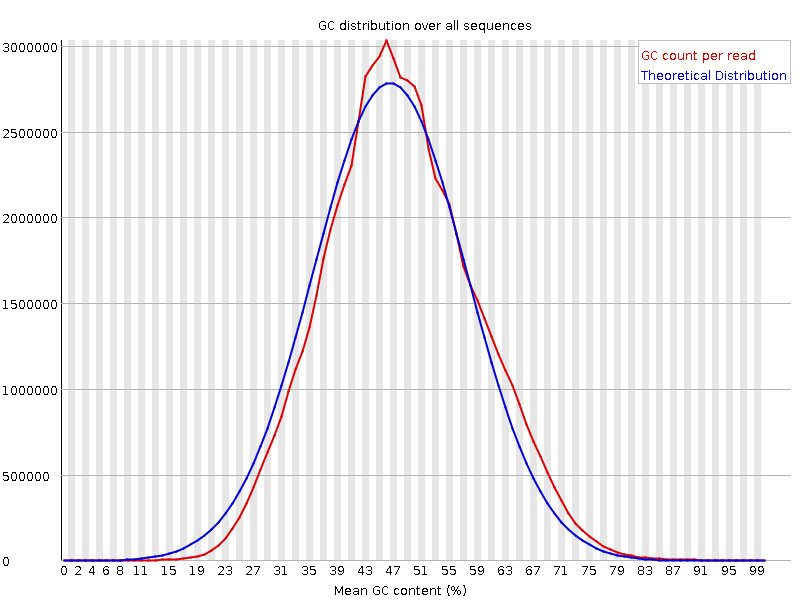 GC distribution over all sequences
GC count per read
Theoretical Distribution
3000000
2500000
2000000
1500000
1000000
500000
0
0 2 4 6 8 11 15 19 23 27 31 35 39 43 47 51 55 59 63 67 71 75 79 83 87 91 95 99
Mean GC content (%)